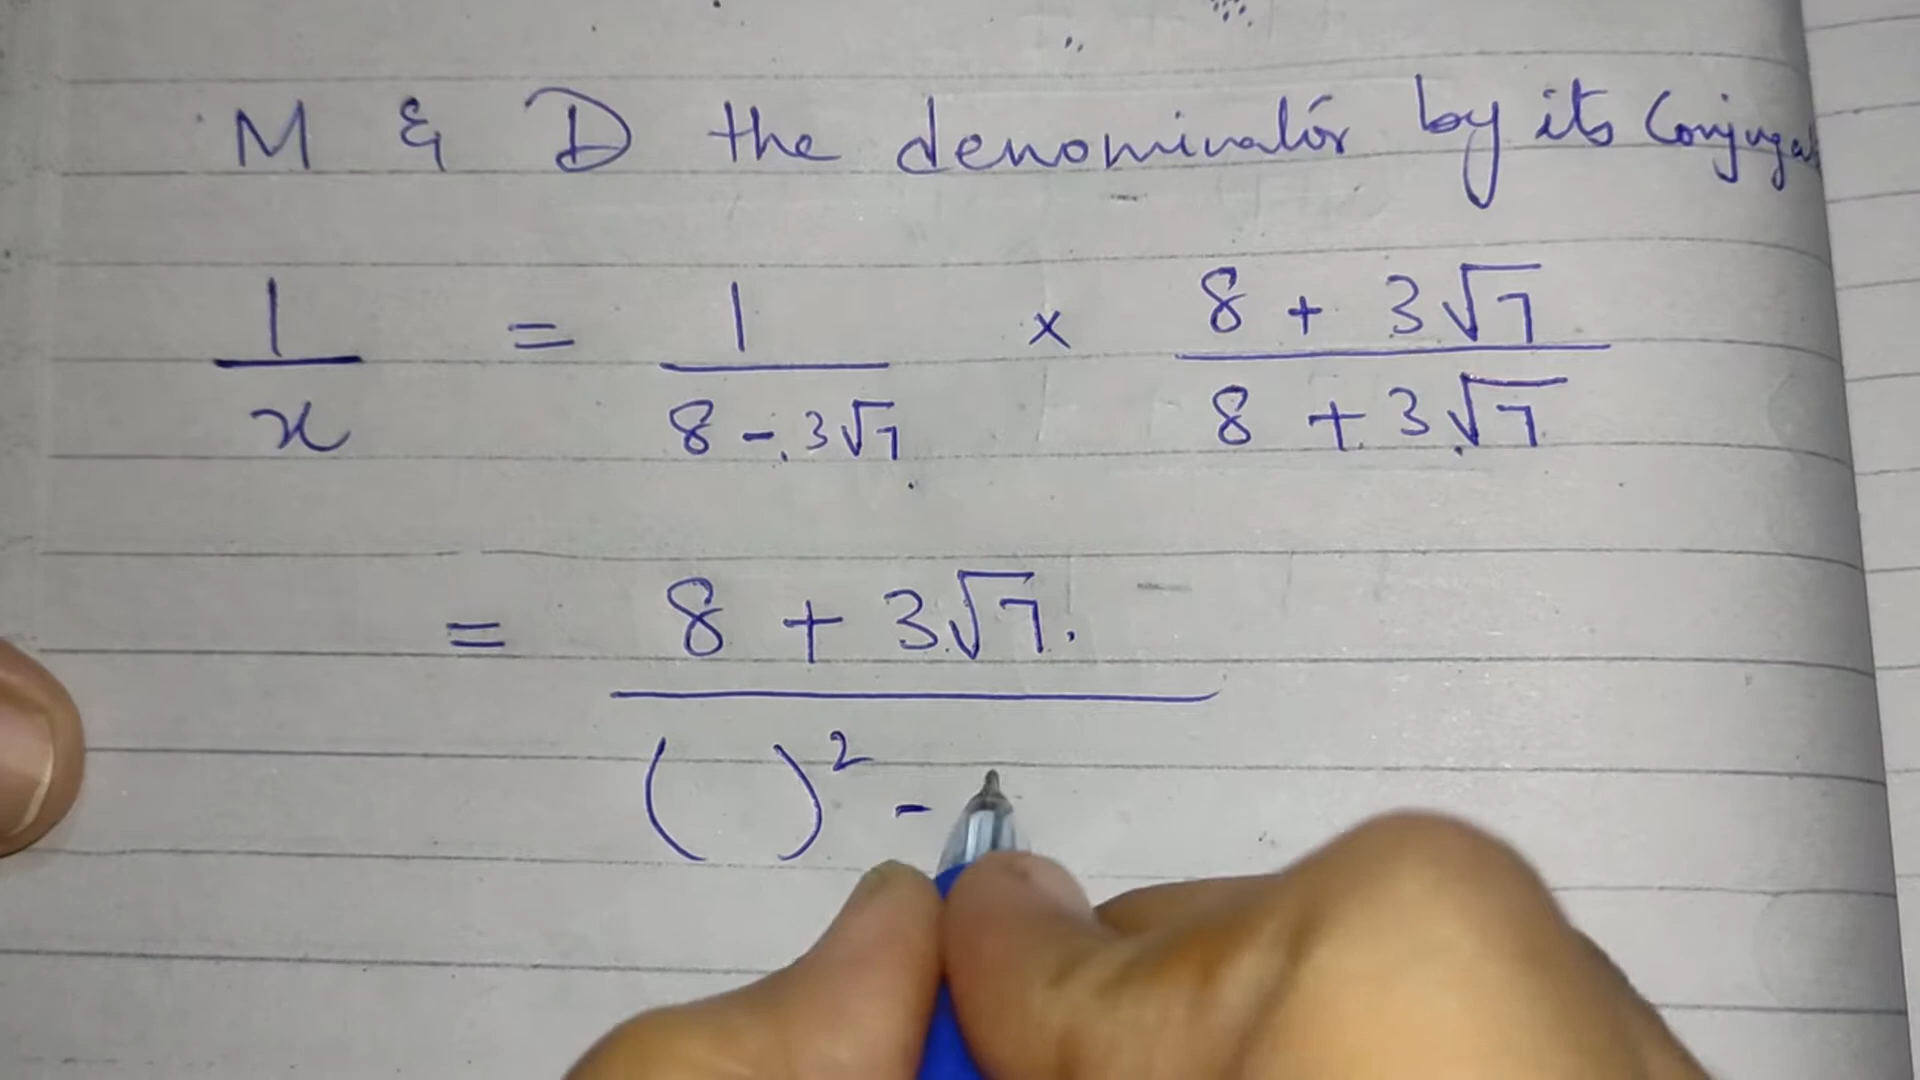 M & D the denominator by its Conjuga
1/x = 1/(8 - 3√7) × (8 + 3√7)/(8 + 3√7)
= 8 + 3√7
( )² -